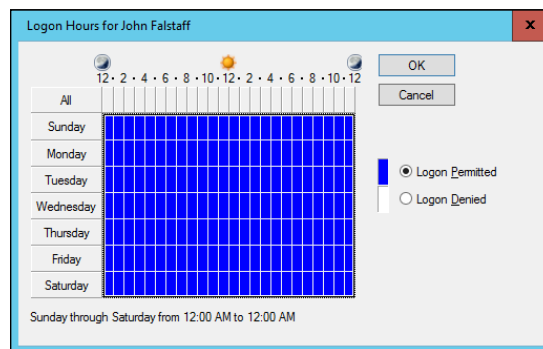 Logon Hours for John Falstaff
x
12 · 2 · 4 · 6 · 8 · 10 · 12 · 2 · 4 · 6 · 8 · 10 · 12
OK
Cancel
All
Sunday
Monday
Tuesday
Wednesday
Thursday
Friday
Saturday
Logon Permitted
Logon Denied
Sunday through Saturday from 12:00 AM to 12:00 AM